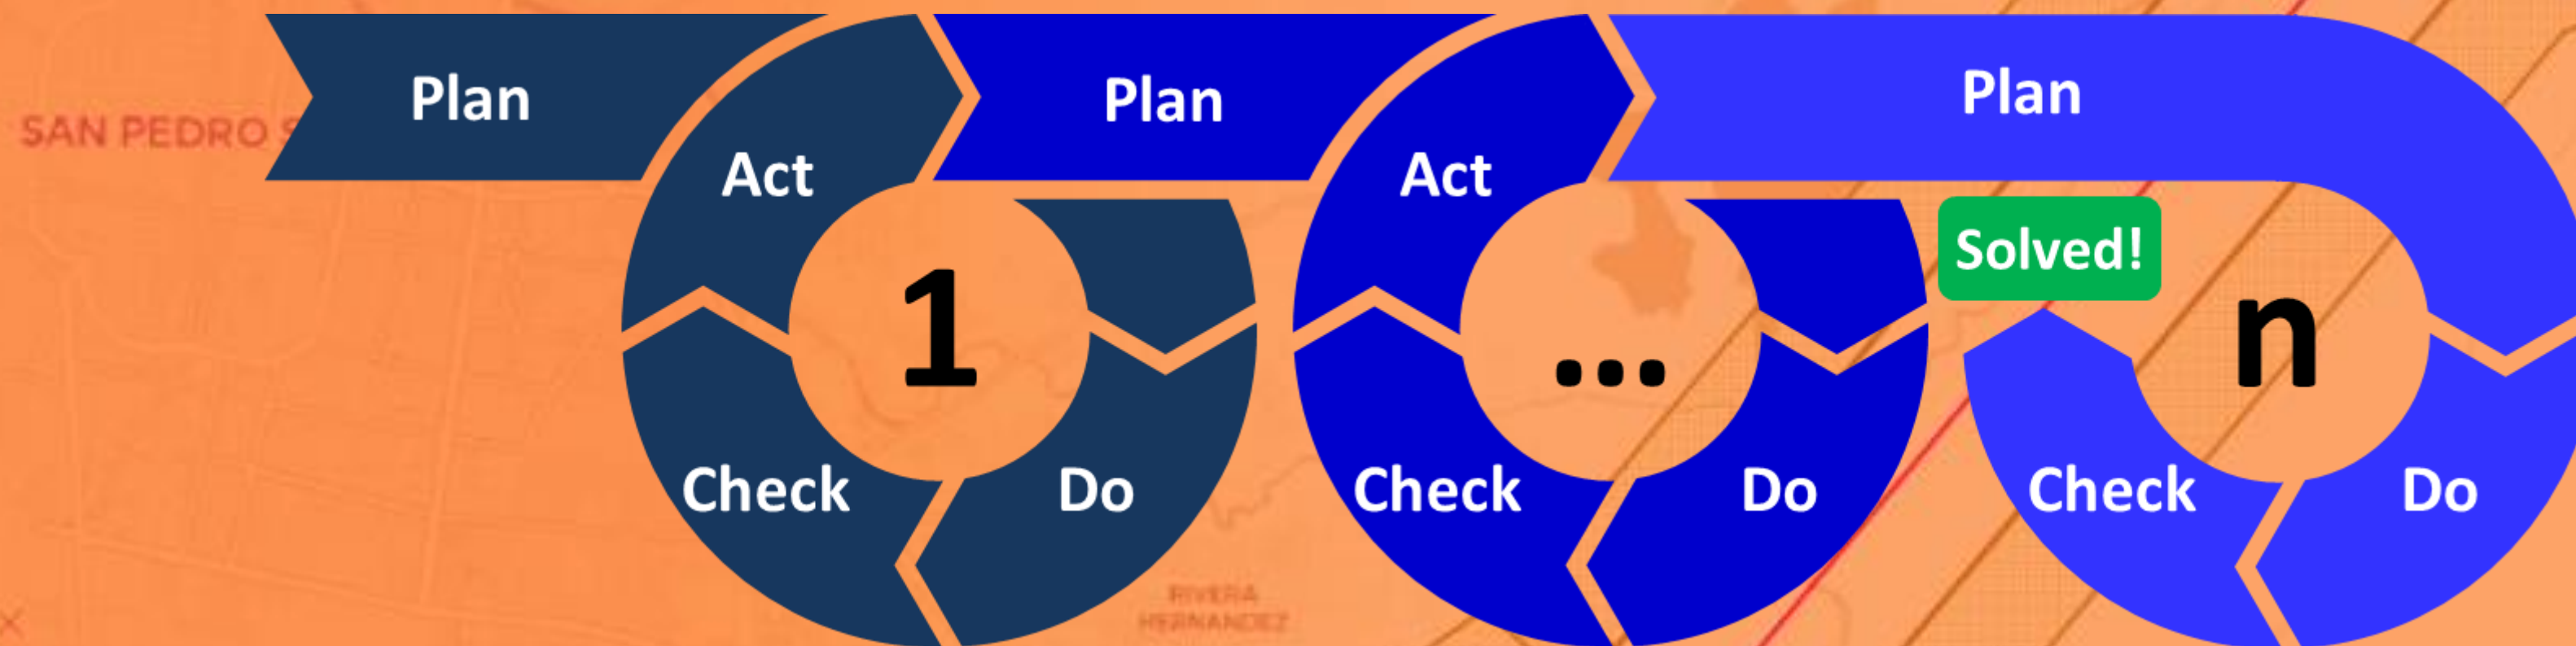 Plan
Plan
Plan
SAN PEDRO
Act
Act
Solved!
1
...
n
Check
Do
Check
Do
Check
Do
RIVERA
HERNANDEZ